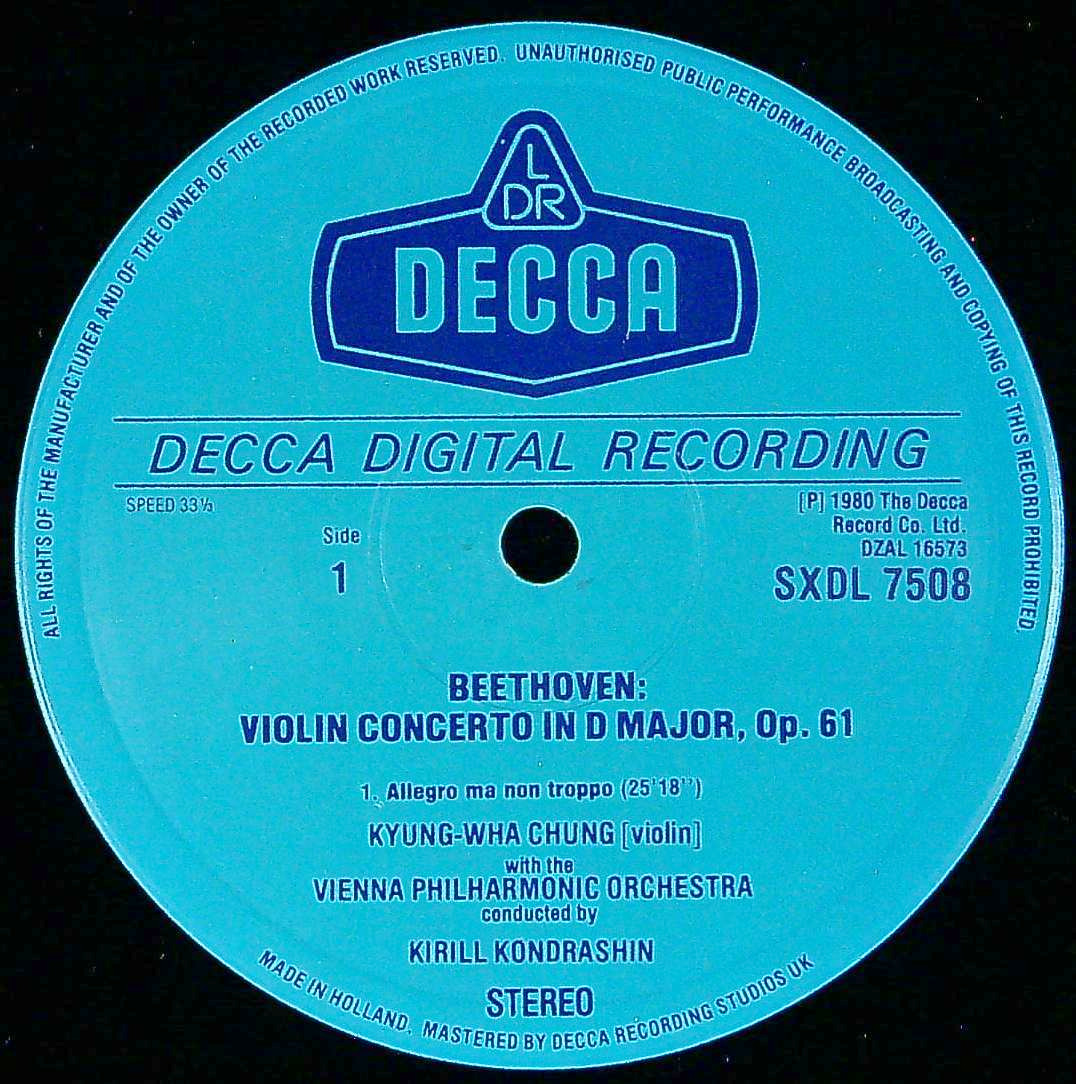 ALL RIGHTS OF THE MANUFACTURER AND OF THE OWNER OF THE RECORDED WORK RESERVED. UNAUTHORISED PUBLIC PERFORMANCE BROADCASTING AND COPYING OF THIS RECORD PROHIBITED.
L
DR
DECCA
DECCA DIGITAL RECORDING
SPEED 33⅓
Side
1
[P] 1980 The Decca
Record Co. Ltd.
DZAL 16573
SXDL 7508
BEETHOVEN:
VIOLIN CONCERTO IN D MAJOR, Op. 61
1. Allegro ma non troppo (25'18'')
KYUNG-WHA CHUNG [violin]
with the
VIENNA PHILHARMONIC ORCHESTRA
conducted by
KIRILL KONDRASHIN
STEREO
MADE IN HOLLAND. MASTERED BY DECCA RECORDING STUDIOS UK